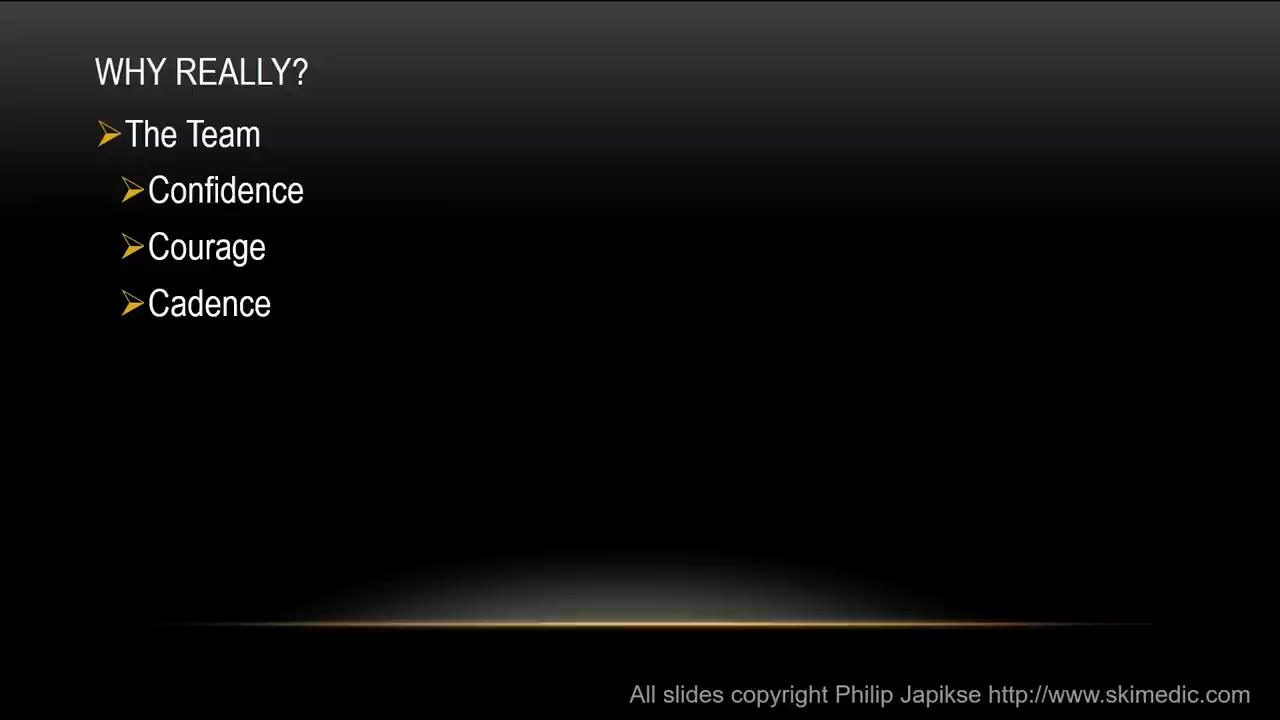 WHY REALLY?
The Team
Confidence
Courage
Cadence
All slides copyright Philip Japikse http://www.skimedic.com